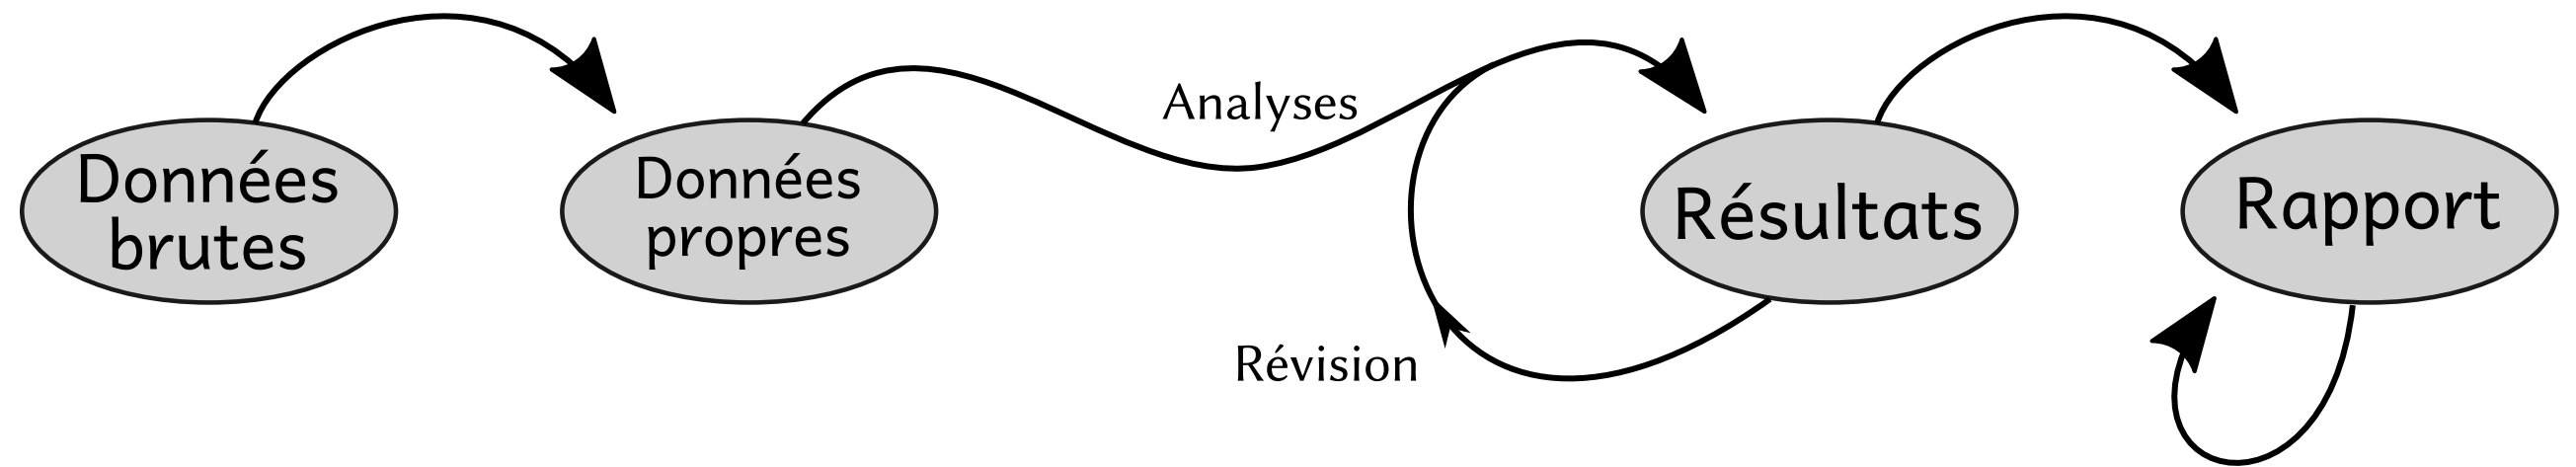 Données
brutes
Données
propres
Analyses
Révision
Résultats
Rapport